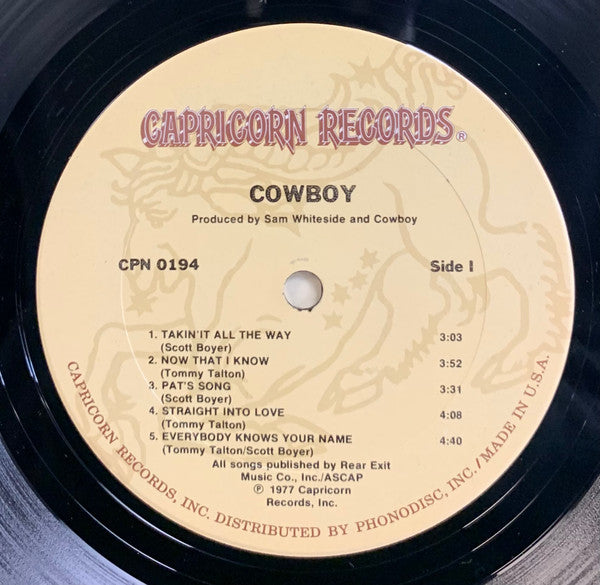 CAPRICORN RECORDS®
COWBOY
Produced by Sam Whiteside and Cowboy
CPN 0194
Side I
1. TAKIN'IT ALL THE WAY 3:03
(Scott Boyer)
2. NOW THAT I KNOW 3:52
(Tommy Talton)
3. PAT'S SONG 3:31
(Scott Boyer)
4. STRAIGHT INTO LOVE 4:08
(Tommy Talton)
5. EVERYBODY KNOWS YOUR NAME 4:40
(Tommy Talton/Scott Boyer)
All songs published by Rear Exit
Music Co., Inc./ASCAP
℗ 1977 Capricorn
Records, Inc.
CAPRICORN RECORDS, INC. DISTRIBUTED BY PHONODISC, INC./MADE IN U.S.A.